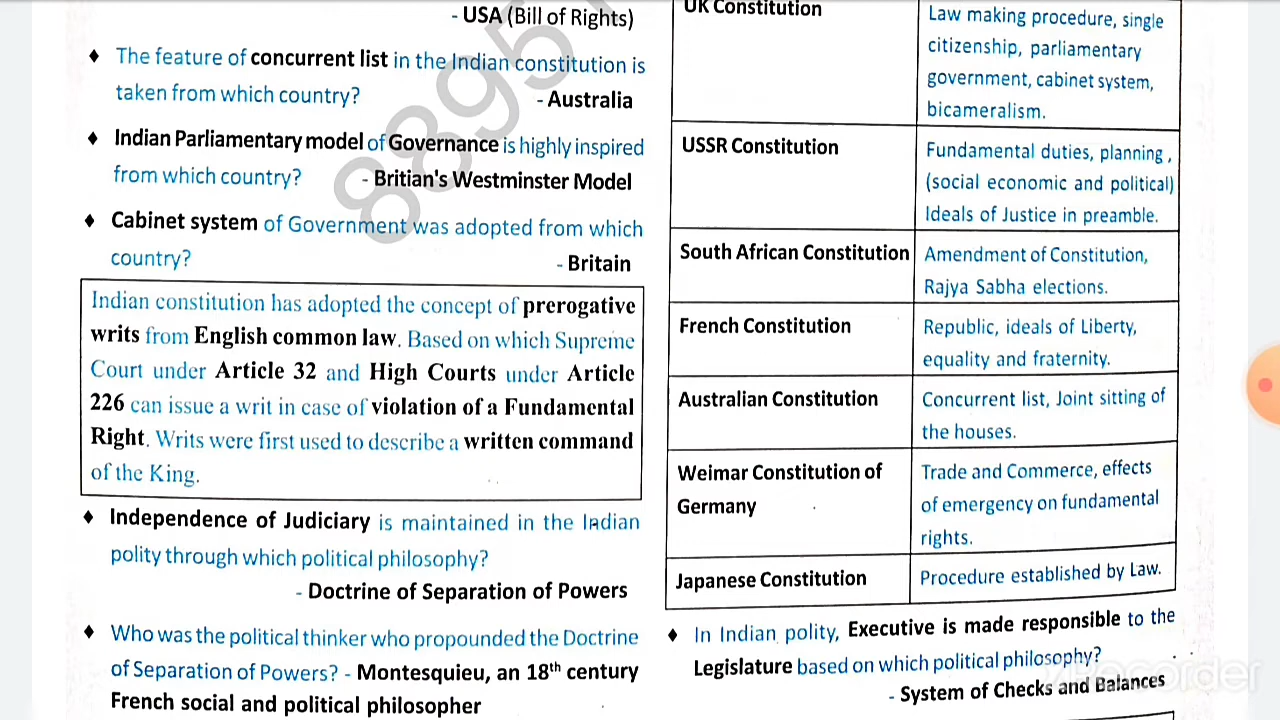 - USA (Bill of Rights)
♦ The feature of concurrent list in the Indian constitution is
taken from which country? - Australia
♦ Indian Parliamentary model of Governance is highly inspired
from which country? - Britian's Westminster Model
♦ Cabinet system of Government was adopted from which
country? - Britain
Indian constitution has adopted the concept of prerogative
writs from English common law. Based on which Supreme
Court under Article 32 and High Courts under Article
226 can issue a writ in case of violation of a Fundamental
Right. Writs were first used to describe a written command
of the King.
♦ Independence of Judiciary is maintained in the Indian
polity through which political philosophy?
- Doctrine of Separation of Powers
♦ Who was the political thinker who propounded the Doctrine
of Separation of Powers? - Montesquieu, an 18th century
French social and political philosopher
UK Constitution
Law making procedure, single
citizenship, parliamentary
government, cabinet system,
bicameralism.
USSR Constitution
Fundamental duties, planning ,
(social economic and political)
Ideals of Justice in preamble.
South African Constitution
Amendment of Constitution,
Rajya Sabha elections.
French Constitution
Republic, ideals of Liberty,
equality and fraternity.
Australian Constitution
Concurrent list, Joint sitting of
the houses.
Weimar Constitution of
Germany
Trade and Commerce, effects
of emergency on fundamental
rights.
Japanese Constitution
Procedure established by Law.
♦ In Indian polity, Executive is made responsible to the
Legislature based on which political philosophy?
- System of Checks and Balances
8895